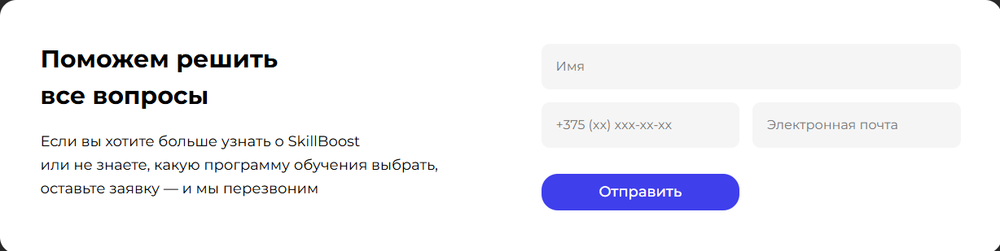 Поможем решить
все вопросы
Если вы хотите больше узнать о SkillBoost
или не знаете, какую программу обучения выбрать,
оставьте заявку — и мы перезвоним
Имя
+375 (xx) xxx-xx-xx
Электронная почта
Отправить